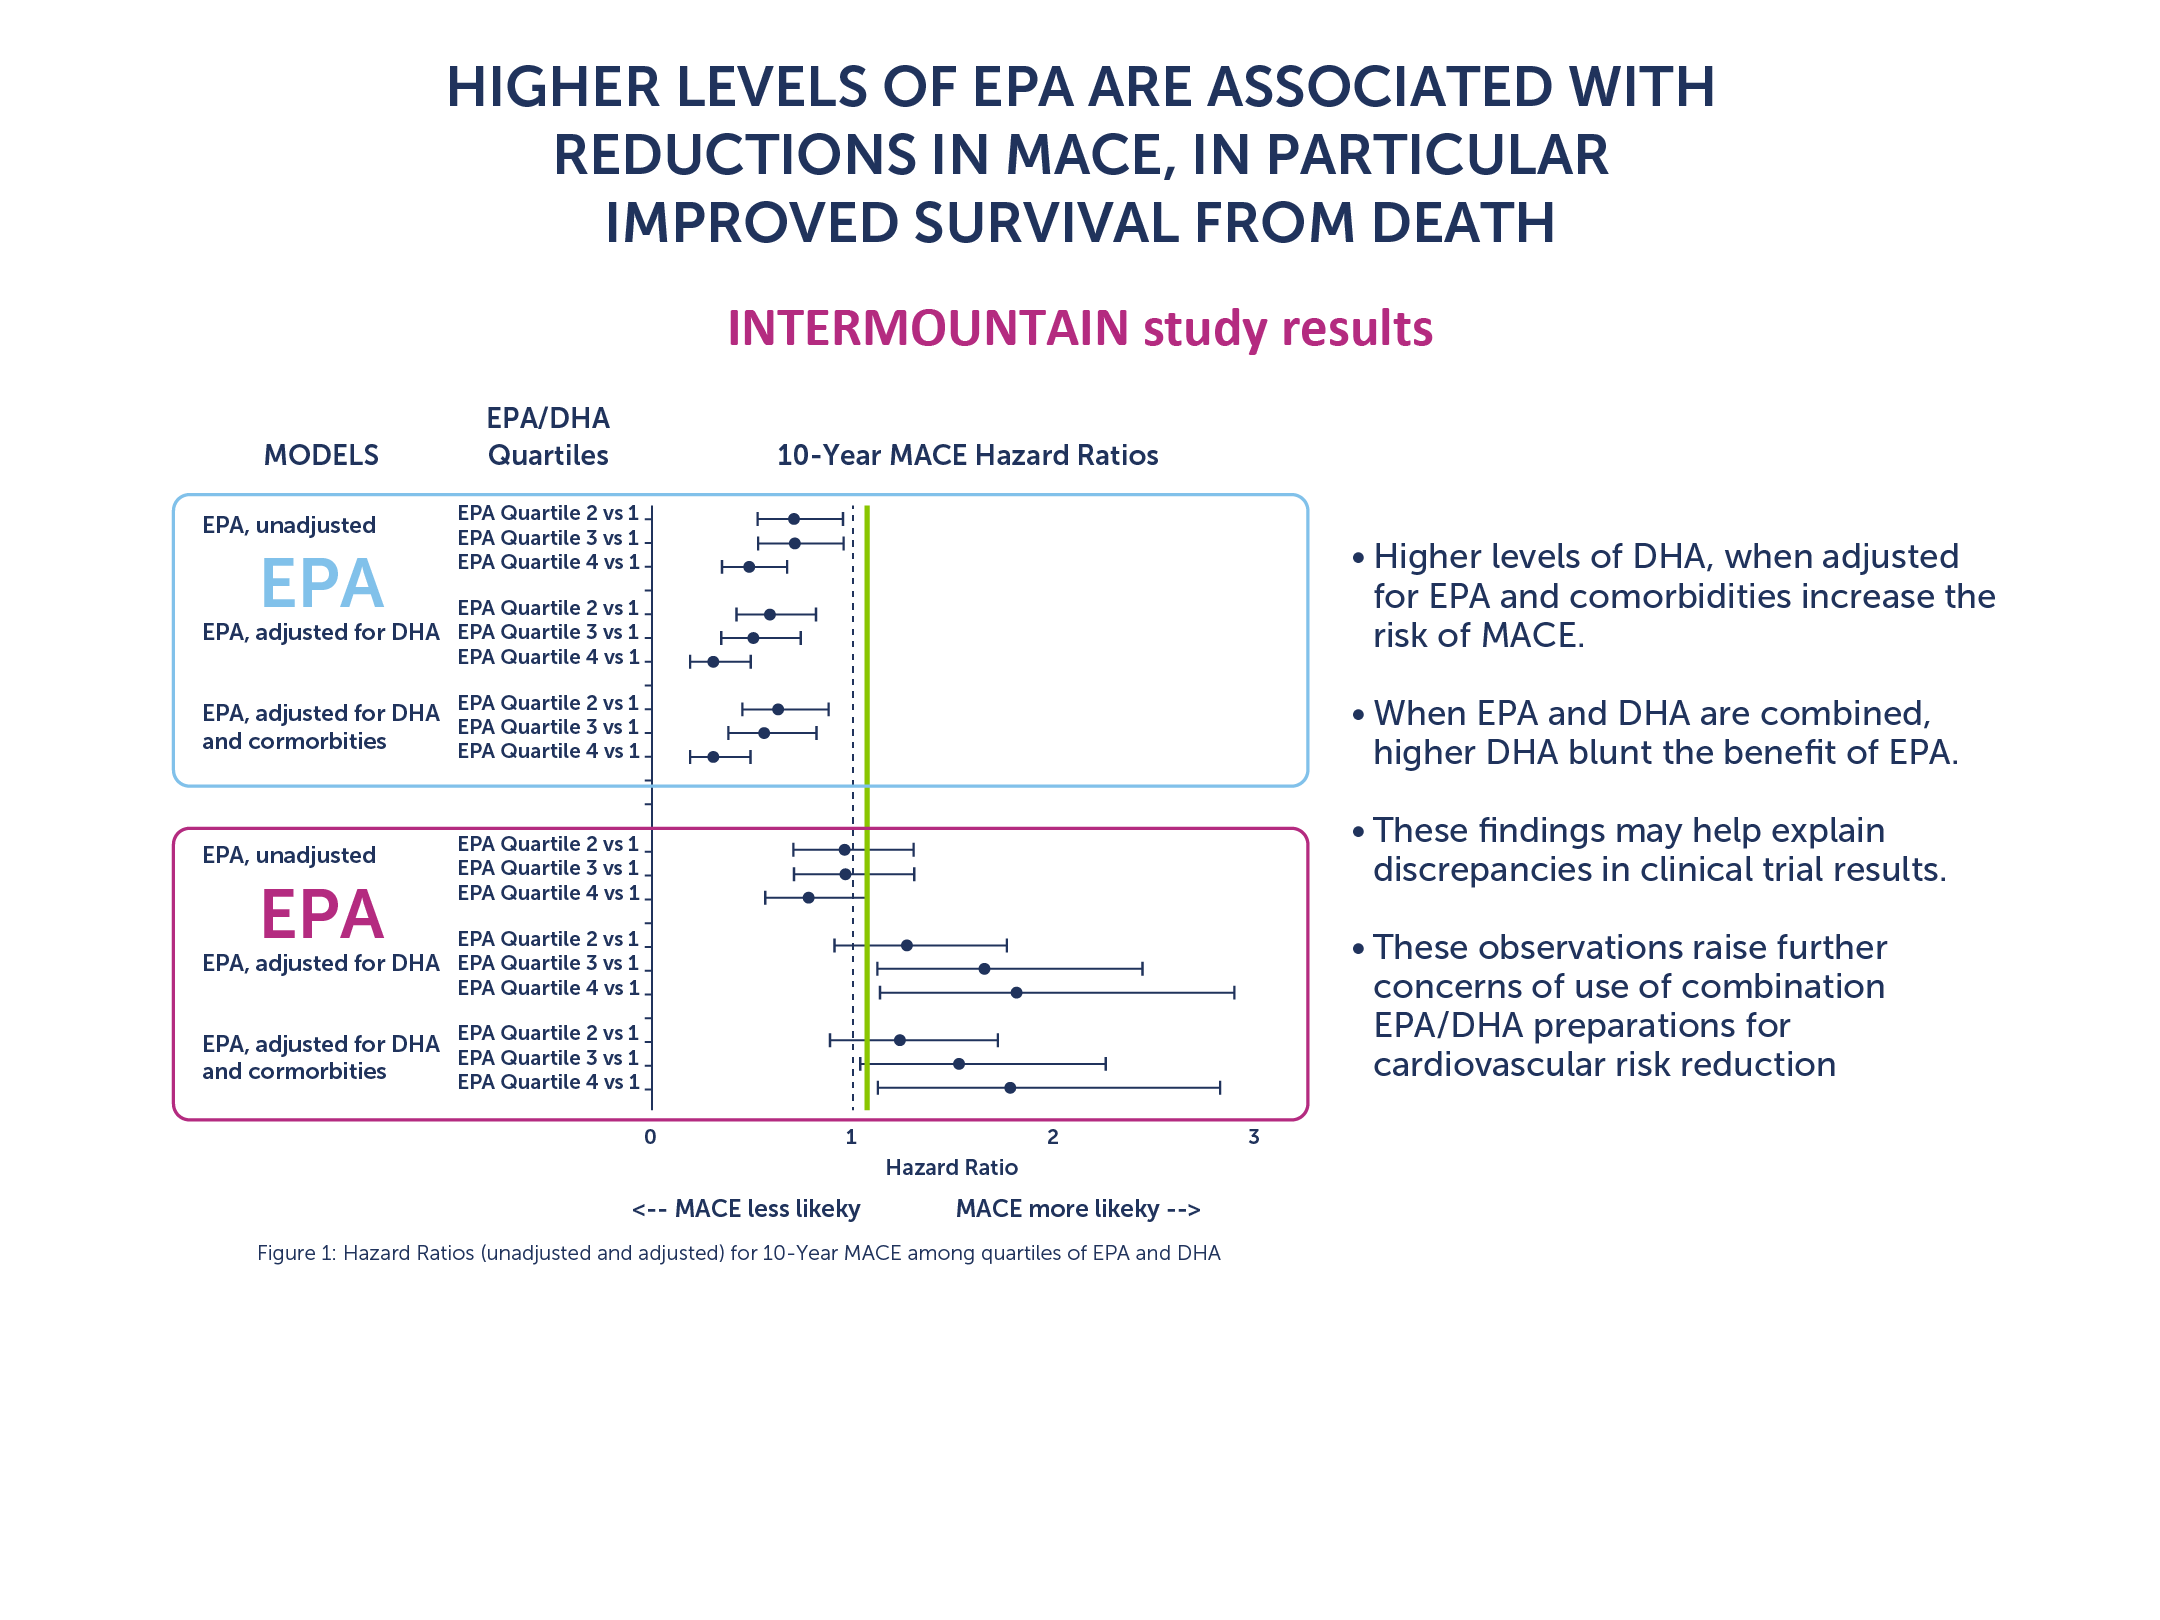 HIGHER LEVELS OF EPA ARE ASSOCIATED WITH
REDUCTIONS IN MACE, IN PARTICULAR
IMPROVED SURVIVAL FROM DEATH
INTERMOUNTAIN study results
MODELS
EPA/DHA
Quartiles
10-Year MACE Hazard Ratios
EPA, unadjusted
EPA
EPA, adjusted for DHA
EPA, adjusted for DHA
and cormorbities
EPA Quartile 2 vs 1
EPA Quartile 3 vs 1
EPA Quartile 4 vs 1
EPA Quartile 2 vs 1
EPA Quartile 3 vs 1
EPA Quartile 4 vs 1
EPA Quartile 2 vs 1
EPA Quartile 3 vs 1
EPA Quartile 4 vs 1
EPA, unadjusted
EPA
EPA, adjusted for DHA
EPA, adjusted for DHA
and cormorbities
EPA Quartile 2 vs 1
EPA Quartile 3 vs 1
EPA Quartile 4 vs 1
EPA Quartile 2 vs 1
EPA Quartile 3 vs 1
EPA Quartile 4 vs 1
EPA Quartile 2 vs 1
EPA Quartile 3 vs 1
EPA Quartile 4 vs 1
0 1 2 3
Hazard Ratio
<-- MACE less likeky MACE more likeky -->
Figure 1: Hazard Ratios (unadjusted and adjusted) for 10-Year MACE among quartiles of EPA and DHA
• Higher levels of DHA, when adjusted
for EPA and comorbidities increase the
risk of MACE.
• When EPA and DHA are combined,
higher DHA blunt the benefit of EPA.
• These findings may help explain
discrepancies in clinical trial results.
• These observations raise further
concerns of use of combination
EPA/DHA preparations for
cardiovascular risk reduction